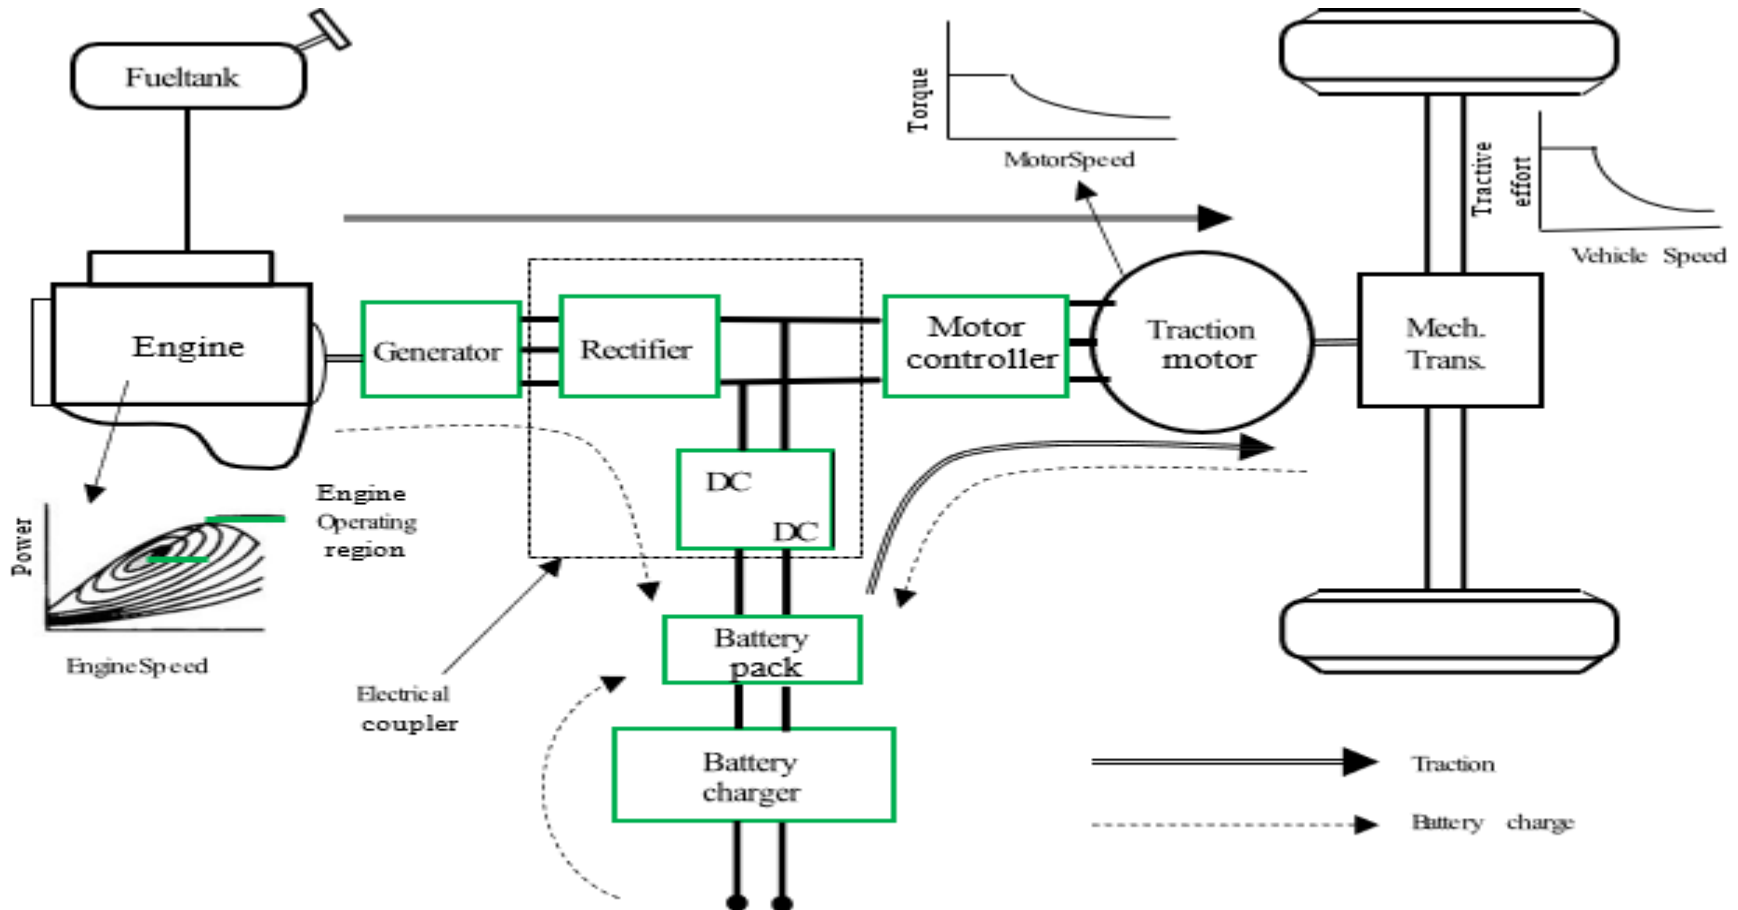 Fueltank
Torque
MotorSpeed
Tractive
effort
Vehicle Speed
Engine
Generator
Rectifier
Motor
controller
Traction
motor
Mech.
Trans.
DC
DC
Engine
Operating
region
Power
EngineSpeed
Electrical
coupler
Battery
pack
Battery
charger
Traction
Battery charge